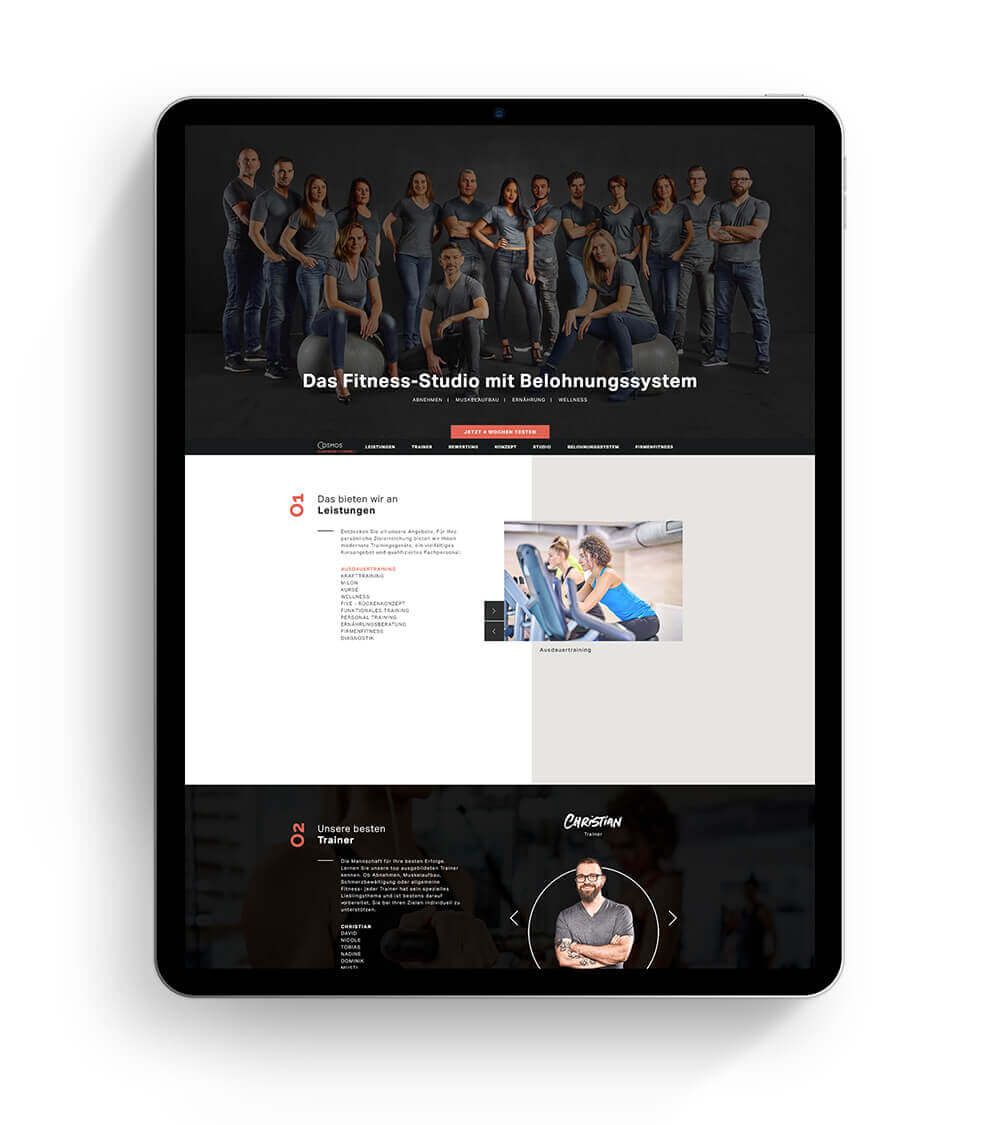 Das Fitness-Studio mit Belohnungssystem
ABNEHMEN | MUSKELAUFBAU | ERNÄHRUNG | WELLNESS
JETZT 4 WOCHEN TESTEN
COSMOS LEISTUNGEN TRAINER BEWERTUNG KONZEPT STUDIO BELOHNUNGSSYSTEM FIRMENFITNESS
01
Das bieten wir an
Leistungen
Entdecken Sie all unsere Angebote. Für Ihre
persönliche Zielerreichung bieten wir Ihnen
modernste Trainingsgeräte, ein vielfältiges
Kursangebot und qualifiziertes Fachpersonal.
AUSDAUERTRAINING
KRAFTTRAINING
MILON
KURSE
WELLNESS
FIVE - RÜCKENKONZEPT
FUNKTIONALES TRAINING
PERSONAL TRAINING
ERNÄHRUNGSBERATUNG
FIRMENFITNESS
DIAGNOSTIK
Ausdauertraining
02
Unsere besten
Trainer
Die Mannschaft für Ihre besten Erfolge.
Lernen Sie unsere top ausgebildeten Trainer
kennen. Ob Abnehmen, Muskelaufbau,
Schmerzbewältigung oder allgemeine
Fitness: jeder Trainer hat sein spezielles
Lieblingsthema und ist bestens darauf
vorbereitet, Sie bei Ihren Zielen individuell zu
unterstützen.
CHRISTIAN
DAVID
NICOLE
TOBIAS
NADINE
DOMINIK
MUSTI
CHRISTIAN
Trainer